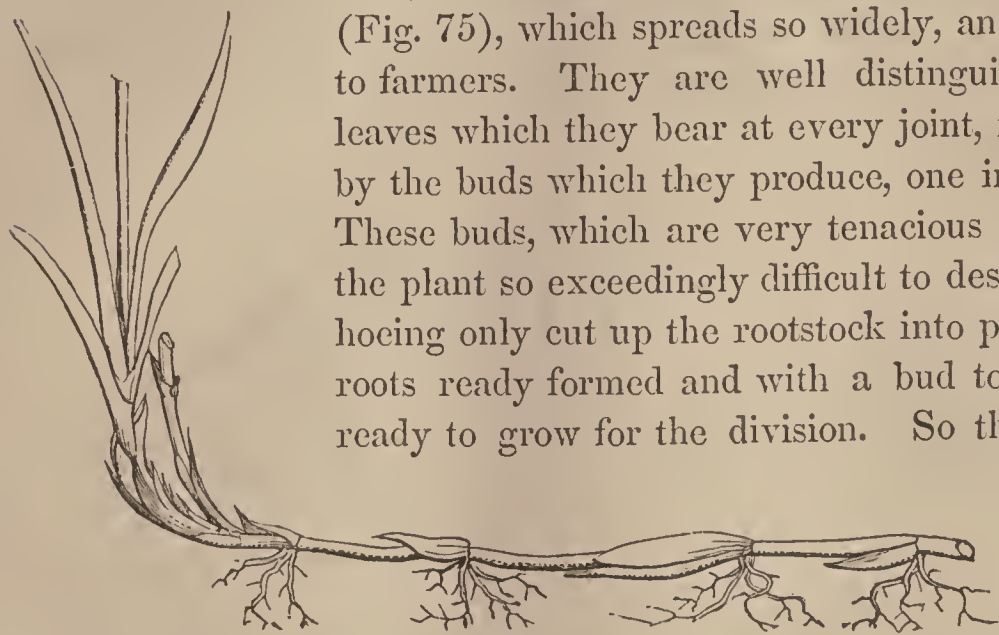 (Fig. 75), which spreads so widely, an
to farmers. They are well distingui
leaves which they bear at every joint,
by the buds which they produce, one i
These buds, which are very tenacious
the plant so exceedingly difficult to des
hoeing only cut up the rootstock into p
roots ready formed and with a bud to
ready to grow for the division. So th